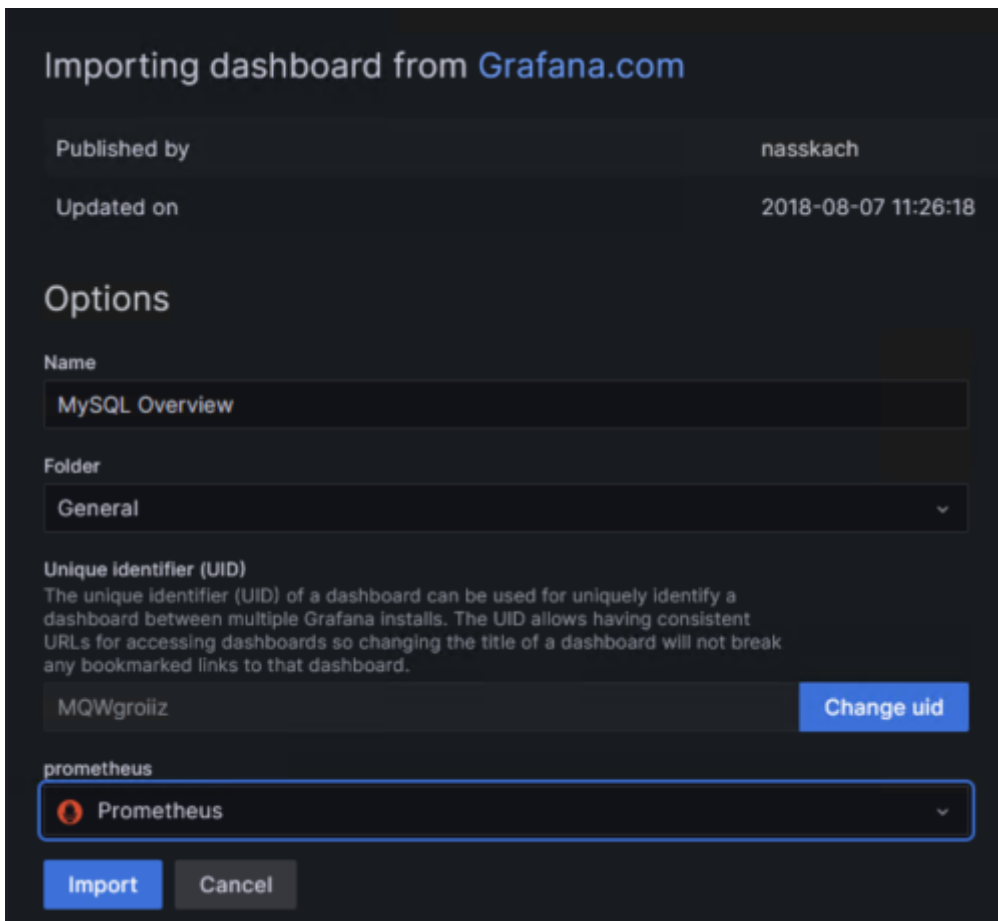 Importing dashboard from Grafana.com
Published by nasskach
Updated on 2018-08-07 11:26:18
Options
Name
MySQL Overview
Folder
General
Unique identifier (UID)
The unique identifier (UID) of a dashboard can be used for uniquely identify a
dashboard between multiple Grafana installs. The UID allows having consistent
URLs for accessing dashboards so changing the title of a dashboard will not break
any bookmarked links to that dashboard.
MQWgroiiz Change uid
prometheus
Prometheus
Import Cancel